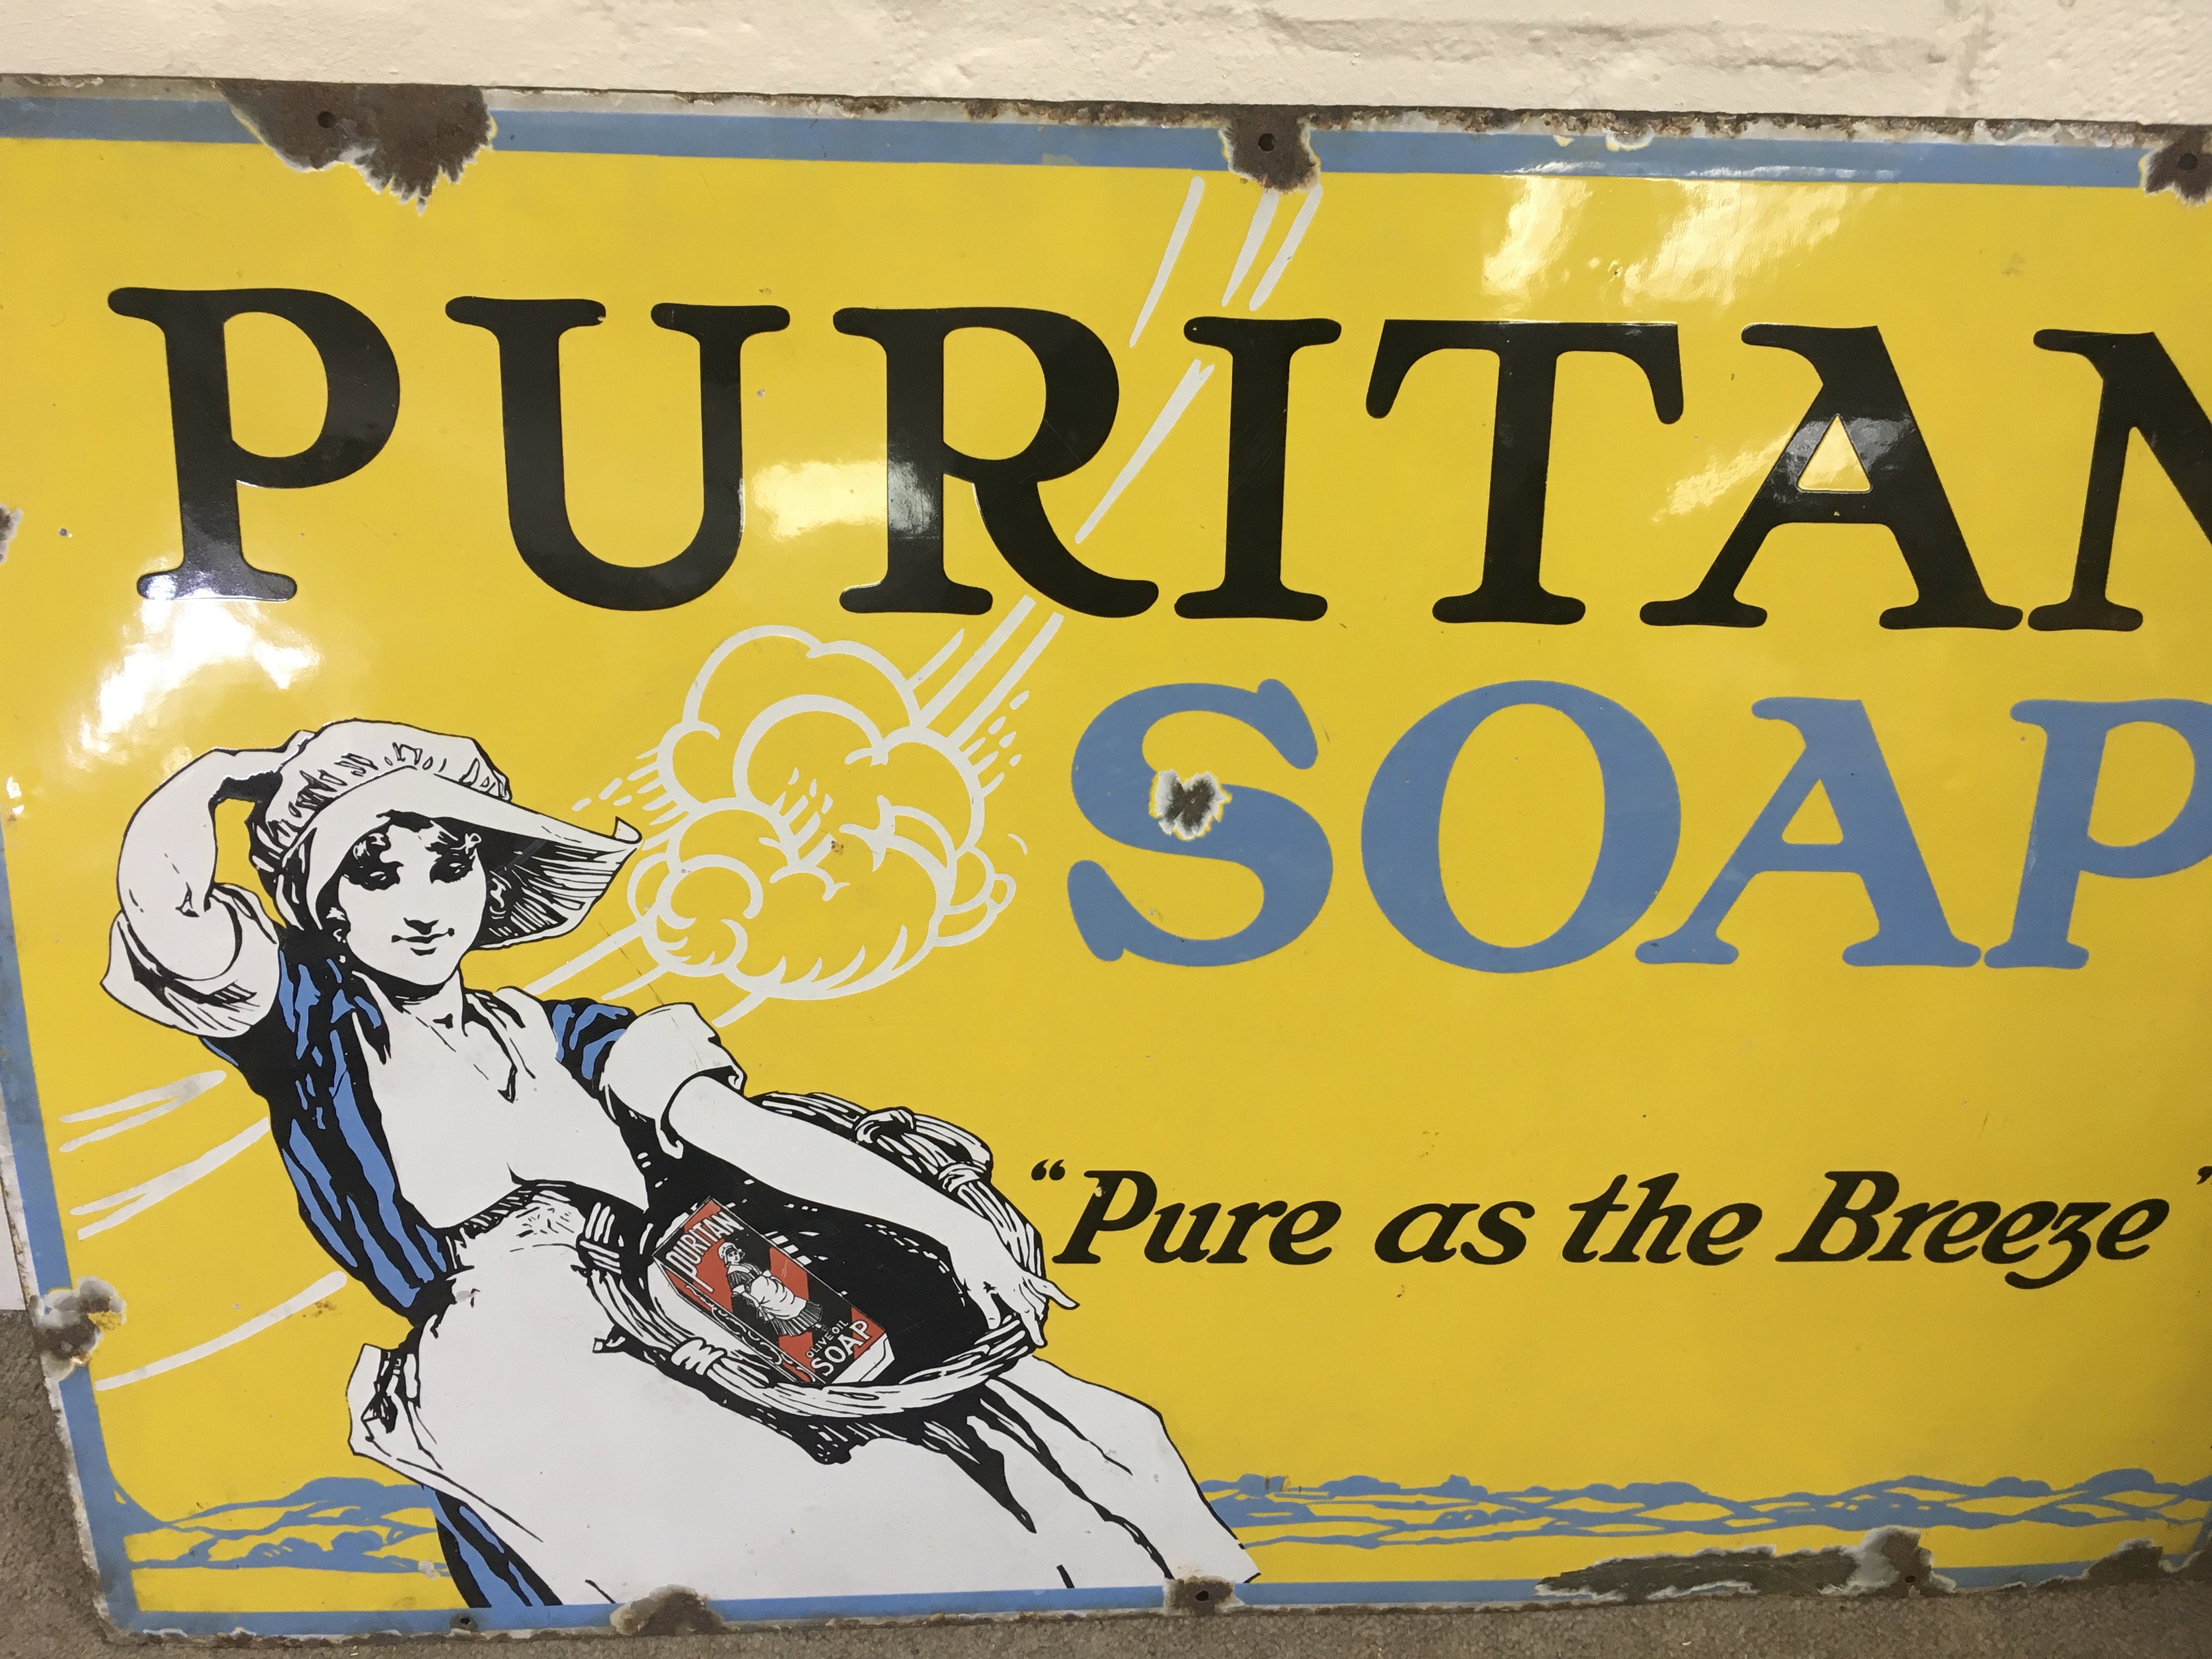 PURITAN
SOAP
“Pure as the Breeze”
PURITAN
OLIVE OIL
SOAP